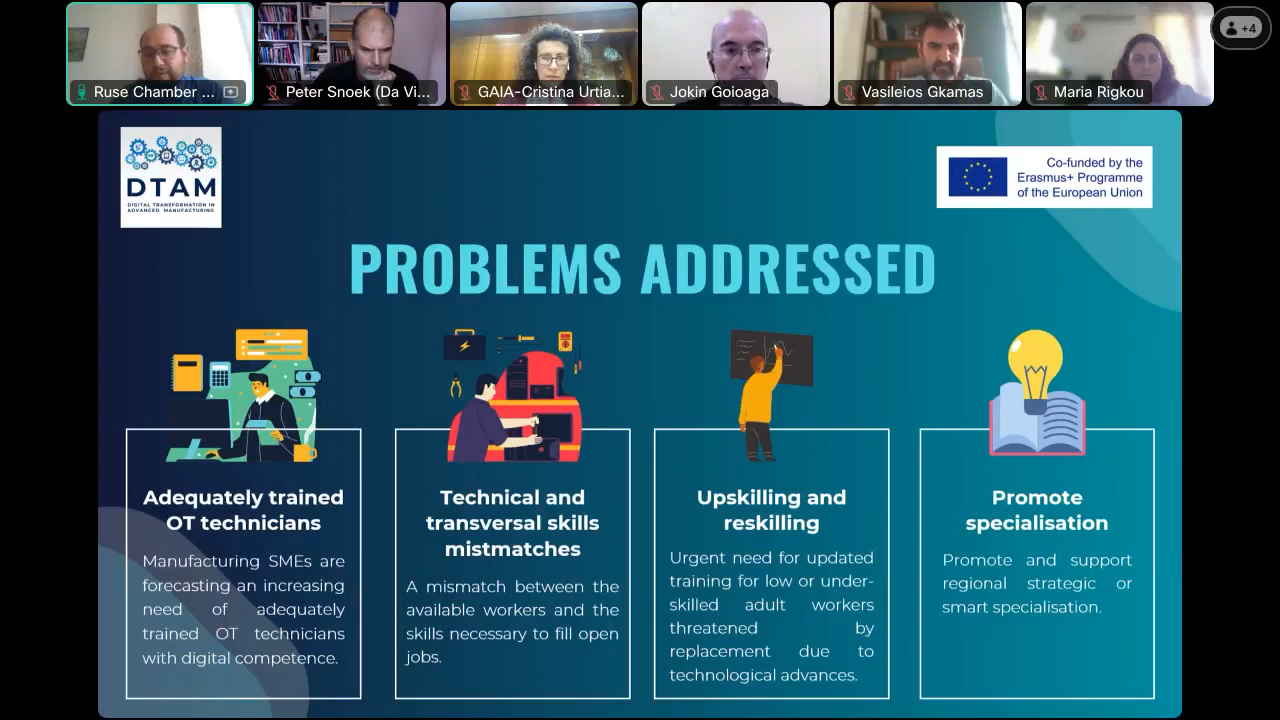 Ruse Chamber ...
Peter Snoek (Da Vi...
GAIA-Cristina Urtia...
Jokin Goioaga
Vasileios Gkamas
Maria Rigkou
+4
DTAM
DIGITAL TRANSFORMATION IN
ADVANCED MANUFACTURING
Co-funded by the
Erasmus+ Programme
of the European Union
PROBLEMS ADDRESSED
Adequately trained
OT technicians
Manufacturing SMEs are
forecasting an increasing
need of adequately
trained OT technicians
with digital competence.
Technical and
transversal skills
mistmatches
A mismatch between the
available workers and the
skills necessary to fill open
jobs.
Upskilling and
reskilling
Urgent need for updated
training for low or under-
skilled adult workers
threatened by
replacement due to
technological advances.
Promote
specialisation
Promote and support
regional strategic or
smart specialisation.